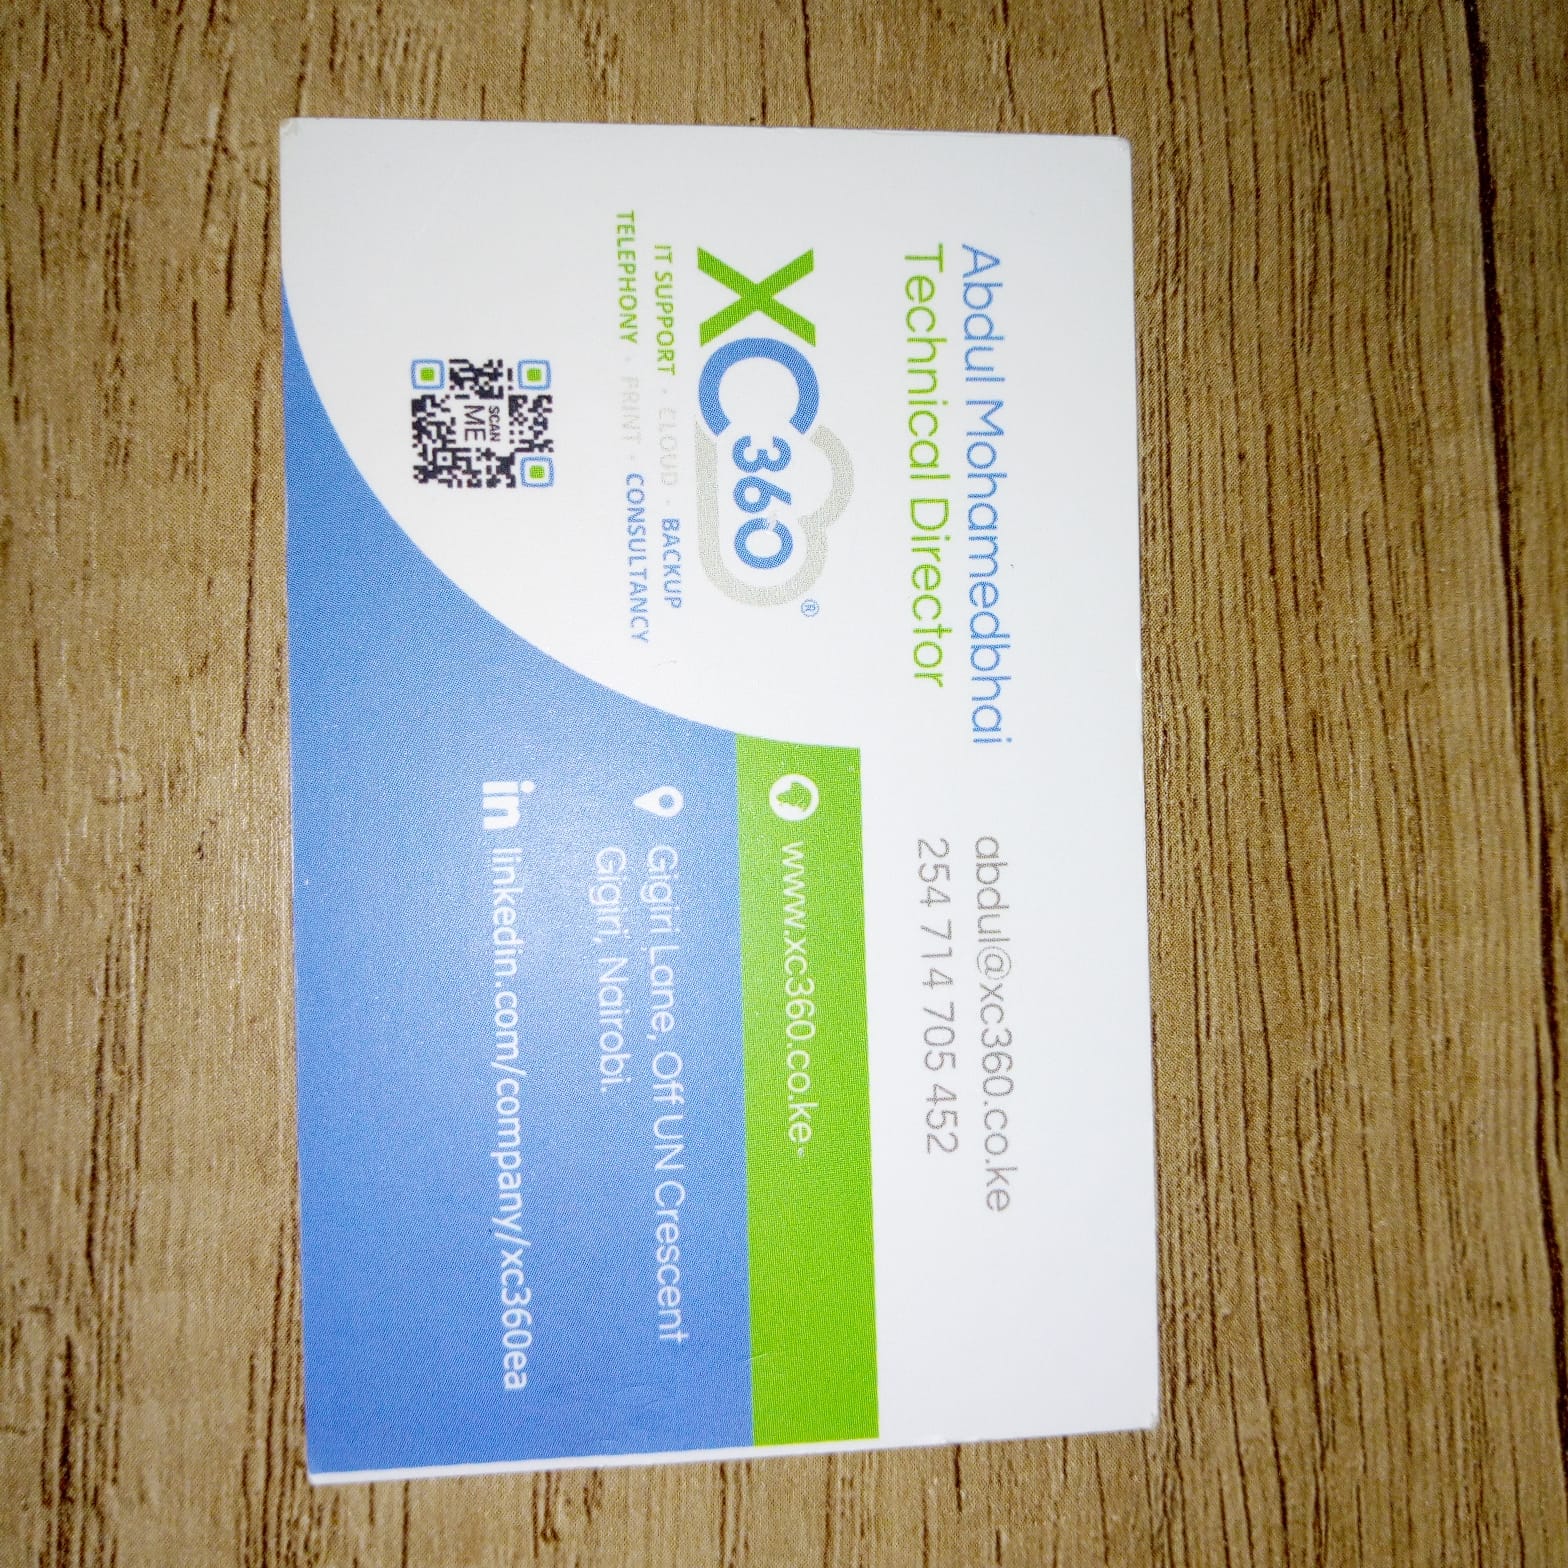 Abdul Mohamedbhai
Technical Director
abdul@xc360.co.ke
254 714 705 452
XC360®
IT SUPPORT · CLOUD · BACKUP
TELEPHONY · PRINT · CONSULTANCY
SCAN
ME
www.xc360.co.ke
Gigiri Lane, Off UN Crescent
Gigiri, Nairobi.
in linkedin.com/company/xc360ea